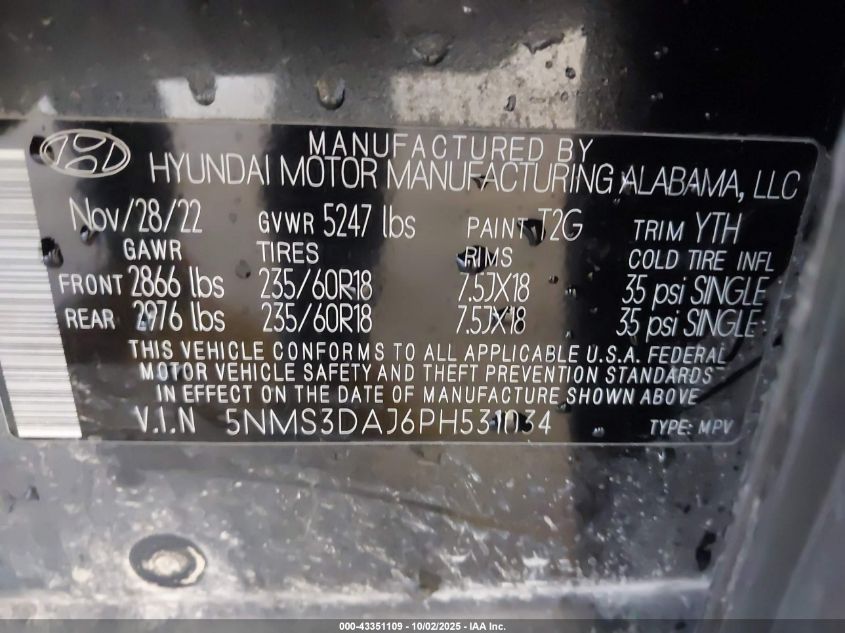 MANUFACTURED BY
HYUNDAI MOTOR MANUFACTURING ALABAMA, LLC
Nov/28/22 GVWR 5247 lbs PAINT T2G TRIM YTH
GAWR TIRES RIMS COLD TIRE INFL
FRONT 2866 lbs 235/60R18 7.5JX18 35 psi SINGLE
REAR 2976 lbs 235/60R18 7.5JX18 35 psi SINGLE
THIS VEHICLE CONFORMS TO ALL APPLICABLE U.S.A. FEDERAL
MOTOR VEHICLE SAFETY AND THEFT PREVENTION STANDARDS
IN EFFECT ON THE DATE OF MANUFACTURE SHOWN ABOVE
V.I.N 5NMS3DAJ6PH531034 TYPE: MPV
000-43351109 - 10/02/2025 - IAA Inc.